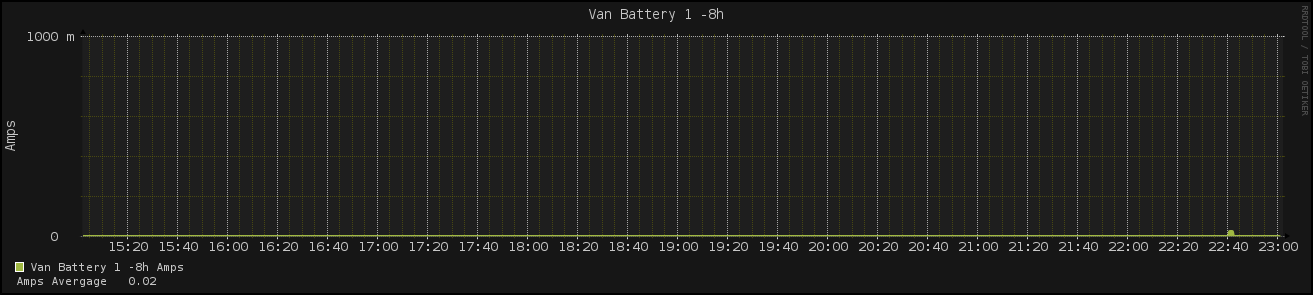 Van Battery 1 -8h
RRDTOOL / TOBI OETIKER
1000 m
Amps
0
15:20 15:40 16:00 16:20 16:40 17:00 17:20 17:40 18:00 18:20 18:40 19:00 19:20 19:40 20:00 20:20 20:40 21:00 21:20 21:40 22:00 22:20 22:40 23:00
Van Battery 1 -8h Amps
Amps Avergage 0.02